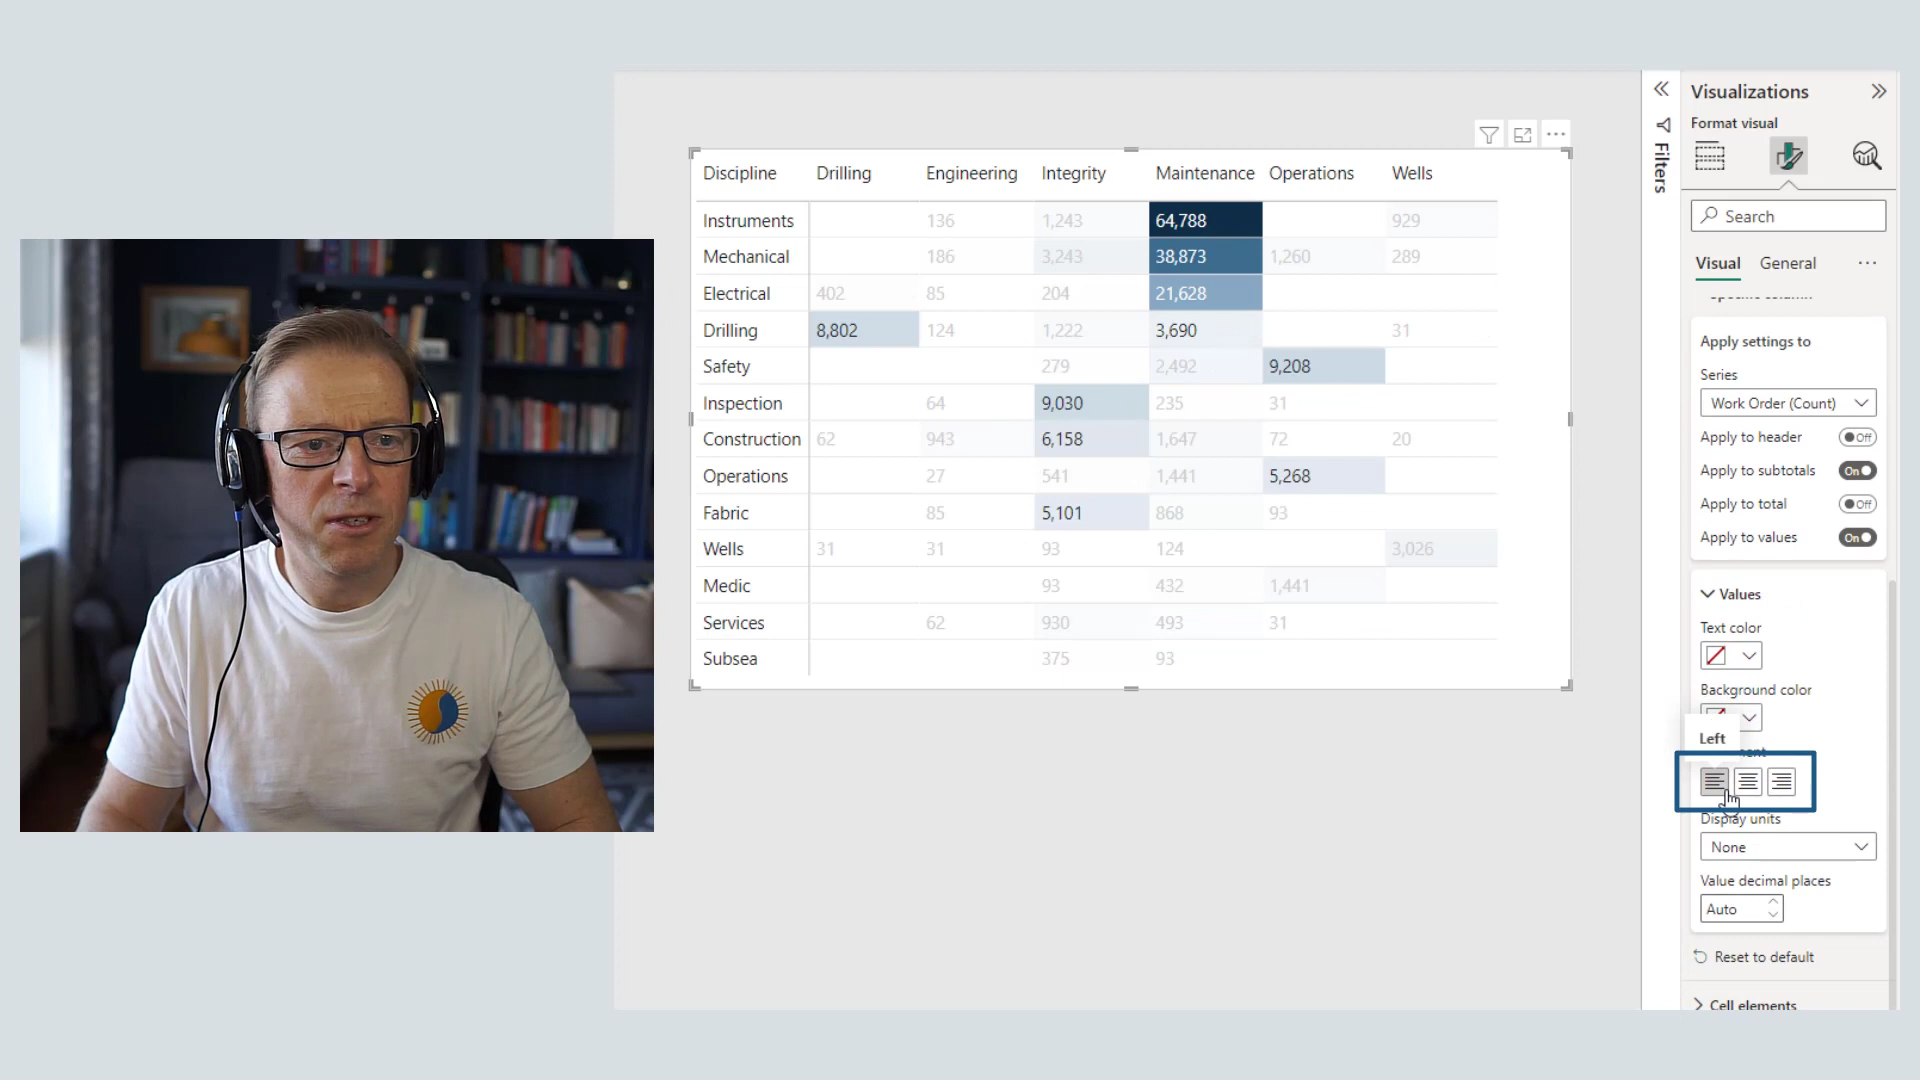 Discipline Drilling Engineering Integrity Maintenance Operations Wells
Instruments 136 1,243 64,788 929
Mechanical 186 3,243 38,873 1,260 289
Electrical 402 85 204 21,628
Drilling 8,802 124 1,222 3,690 31
Safety 279 2,492 9,208
Inspection 64 9,030 235 31
Construction 62 943 6,158 1,647 72 20
Operations 27 541 1,441 5,268
Fabric 85 5,101 868 93
Wells 31 31 93 124 3,026
Medic 93 432 1,441
Services 62 930 493 31
Subsea 375 93
Filters
Visualizations
Format visual
Search
Visual General
Apply settings to
Series
Work Order (Count)
Apply to header Off
Apply to subtotals On
Apply to total Off
Apply to values On
Values
Text color
Background color
Left
Display units
None
Value decimal places
Auto
Reset to default
Cell elements